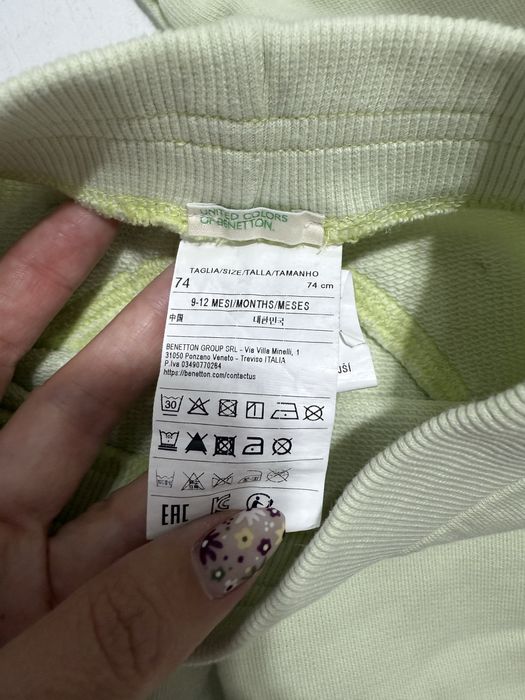 UNITED COLORS
OF BENETTON.
TAGLIA/SIZE/TALLA/TAMANHO
74 74 cm
9-12 MESI/MONTHS/MESES
中国 대한민국
BENETTON GROUP SRL - Via Villa Minelli, 1
31050 Ponzano Veneto - Treviso ITALIA
P.Iva 03490770264
https://benetton.com/contactus
30
EAC